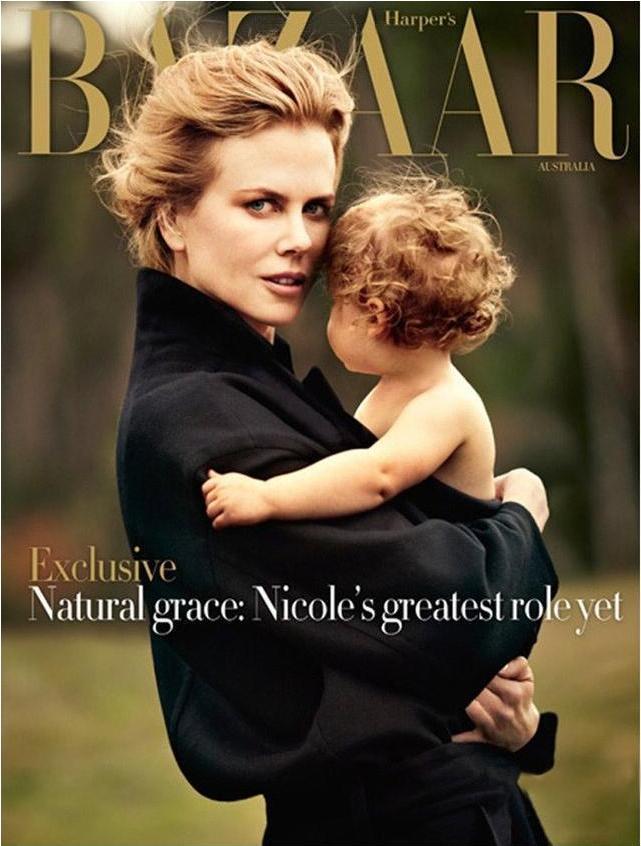 Harper's
BAZAAR
AUSTRALIA
Exclusive
Natural grace: Nicole's greatest role yet